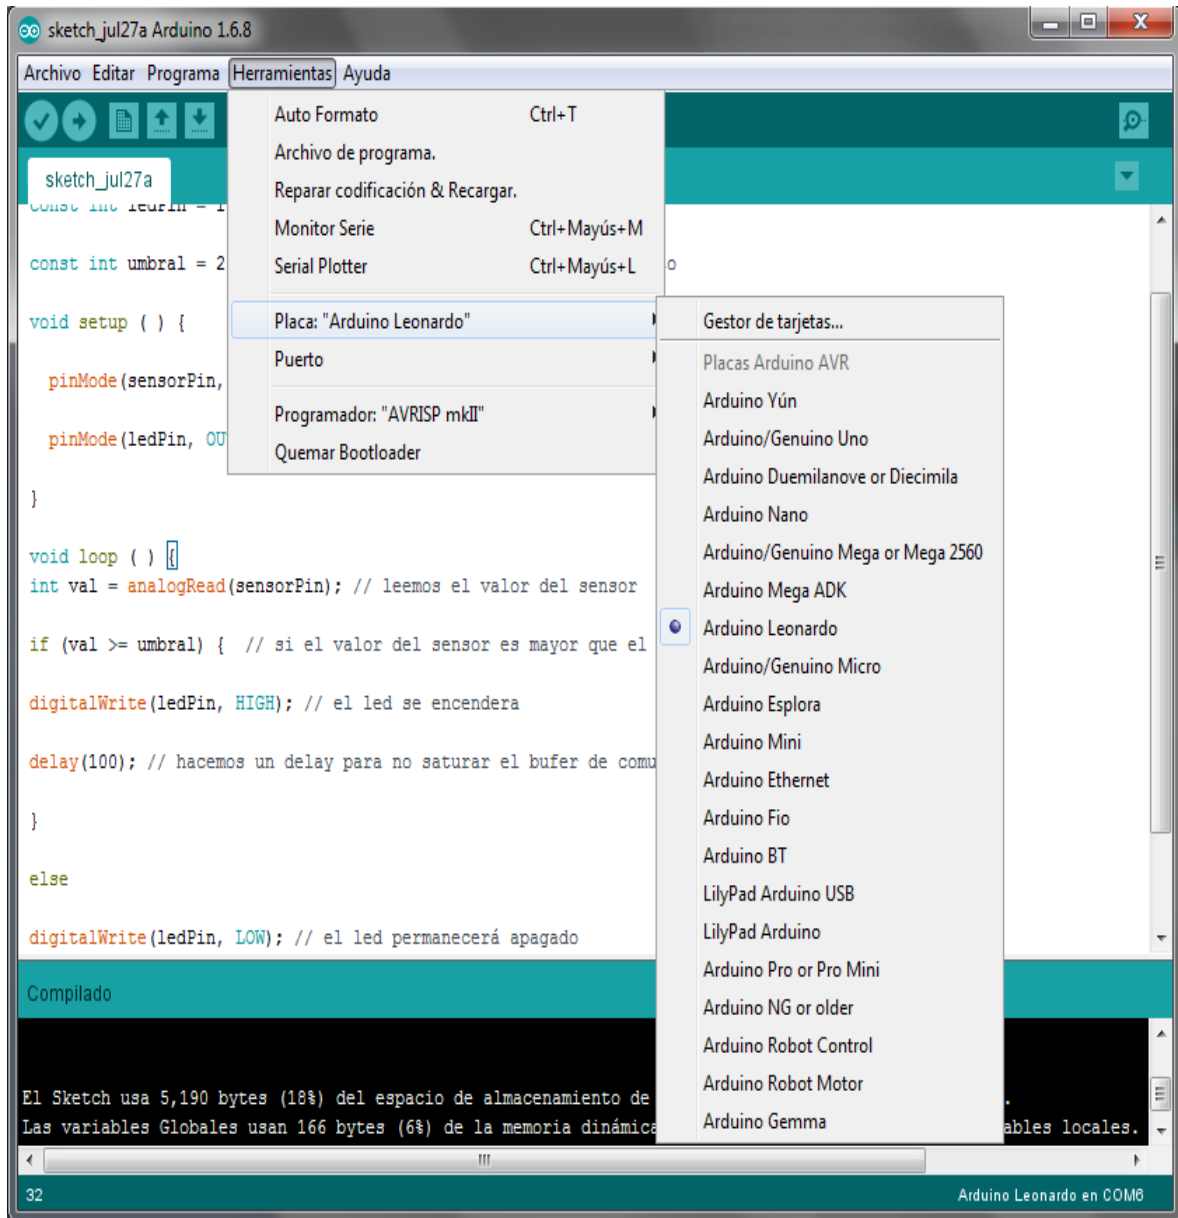 sketch_jul27a Arduino 1.6.8
Archivo Editar Programa Herramientas Ayuda
Auto Formato Ctrl+T
Archivo de programa.
Reparar codificación & Recargar.
Monitor Serie Ctrl+Mayús+M
Serial Plotter Ctrl+Mayús+L
Placa: "Arduino Leonardo"
Puerto
Programador: "AVRISP mkII"
Quemar Bootloader
Gestor de tarjetas...
Placas Arduino AVR
Arduino Yún
Arduino/Genuino Uno
Arduino Duemilanove or Diecimila
Arduino Nano
Arduino/Genuino Mega or Mega 2560
Arduino Mega ADK
Arduino Leonardo
Arduino/Genuino Micro
Arduino Esplora
Arduino Mini
Arduino Ethernet
Arduino Fio
Arduino BT
LilyPad Arduino USB
LilyPad Arduino
Arduino Pro or Pro Mini
Arduino NG or older
Arduino Robot Control
Arduino Robot Motor
Arduino Gemma
sketch_jul27a
const int ledPin = 1
const int umbral = 2 o
void setup ( ) {
pinMode(sensorPin,
pinMode(ledPin, OU
}
void loop ( ) {
int val = analogRead(sensorPin); // leemos el valor del sensor
if (val >= umbral) { // si el valor del sensor es mayor que el
digitalWrite(ledPin, HIGH); // el led se encendera
delay(100); // hacemos un delay para no saturar el bufer de comu
}
else
digitalWrite(ledPin, LOW); // el led permanecerá apagado
Compilado
El Sketch usa 5,190 bytes (18%) del espacio de almacenamiento de .
Las variables Globales usan 166 bytes (6%) de la memoria dinámica ables locales.
32 Arduino Leonardo en COM6